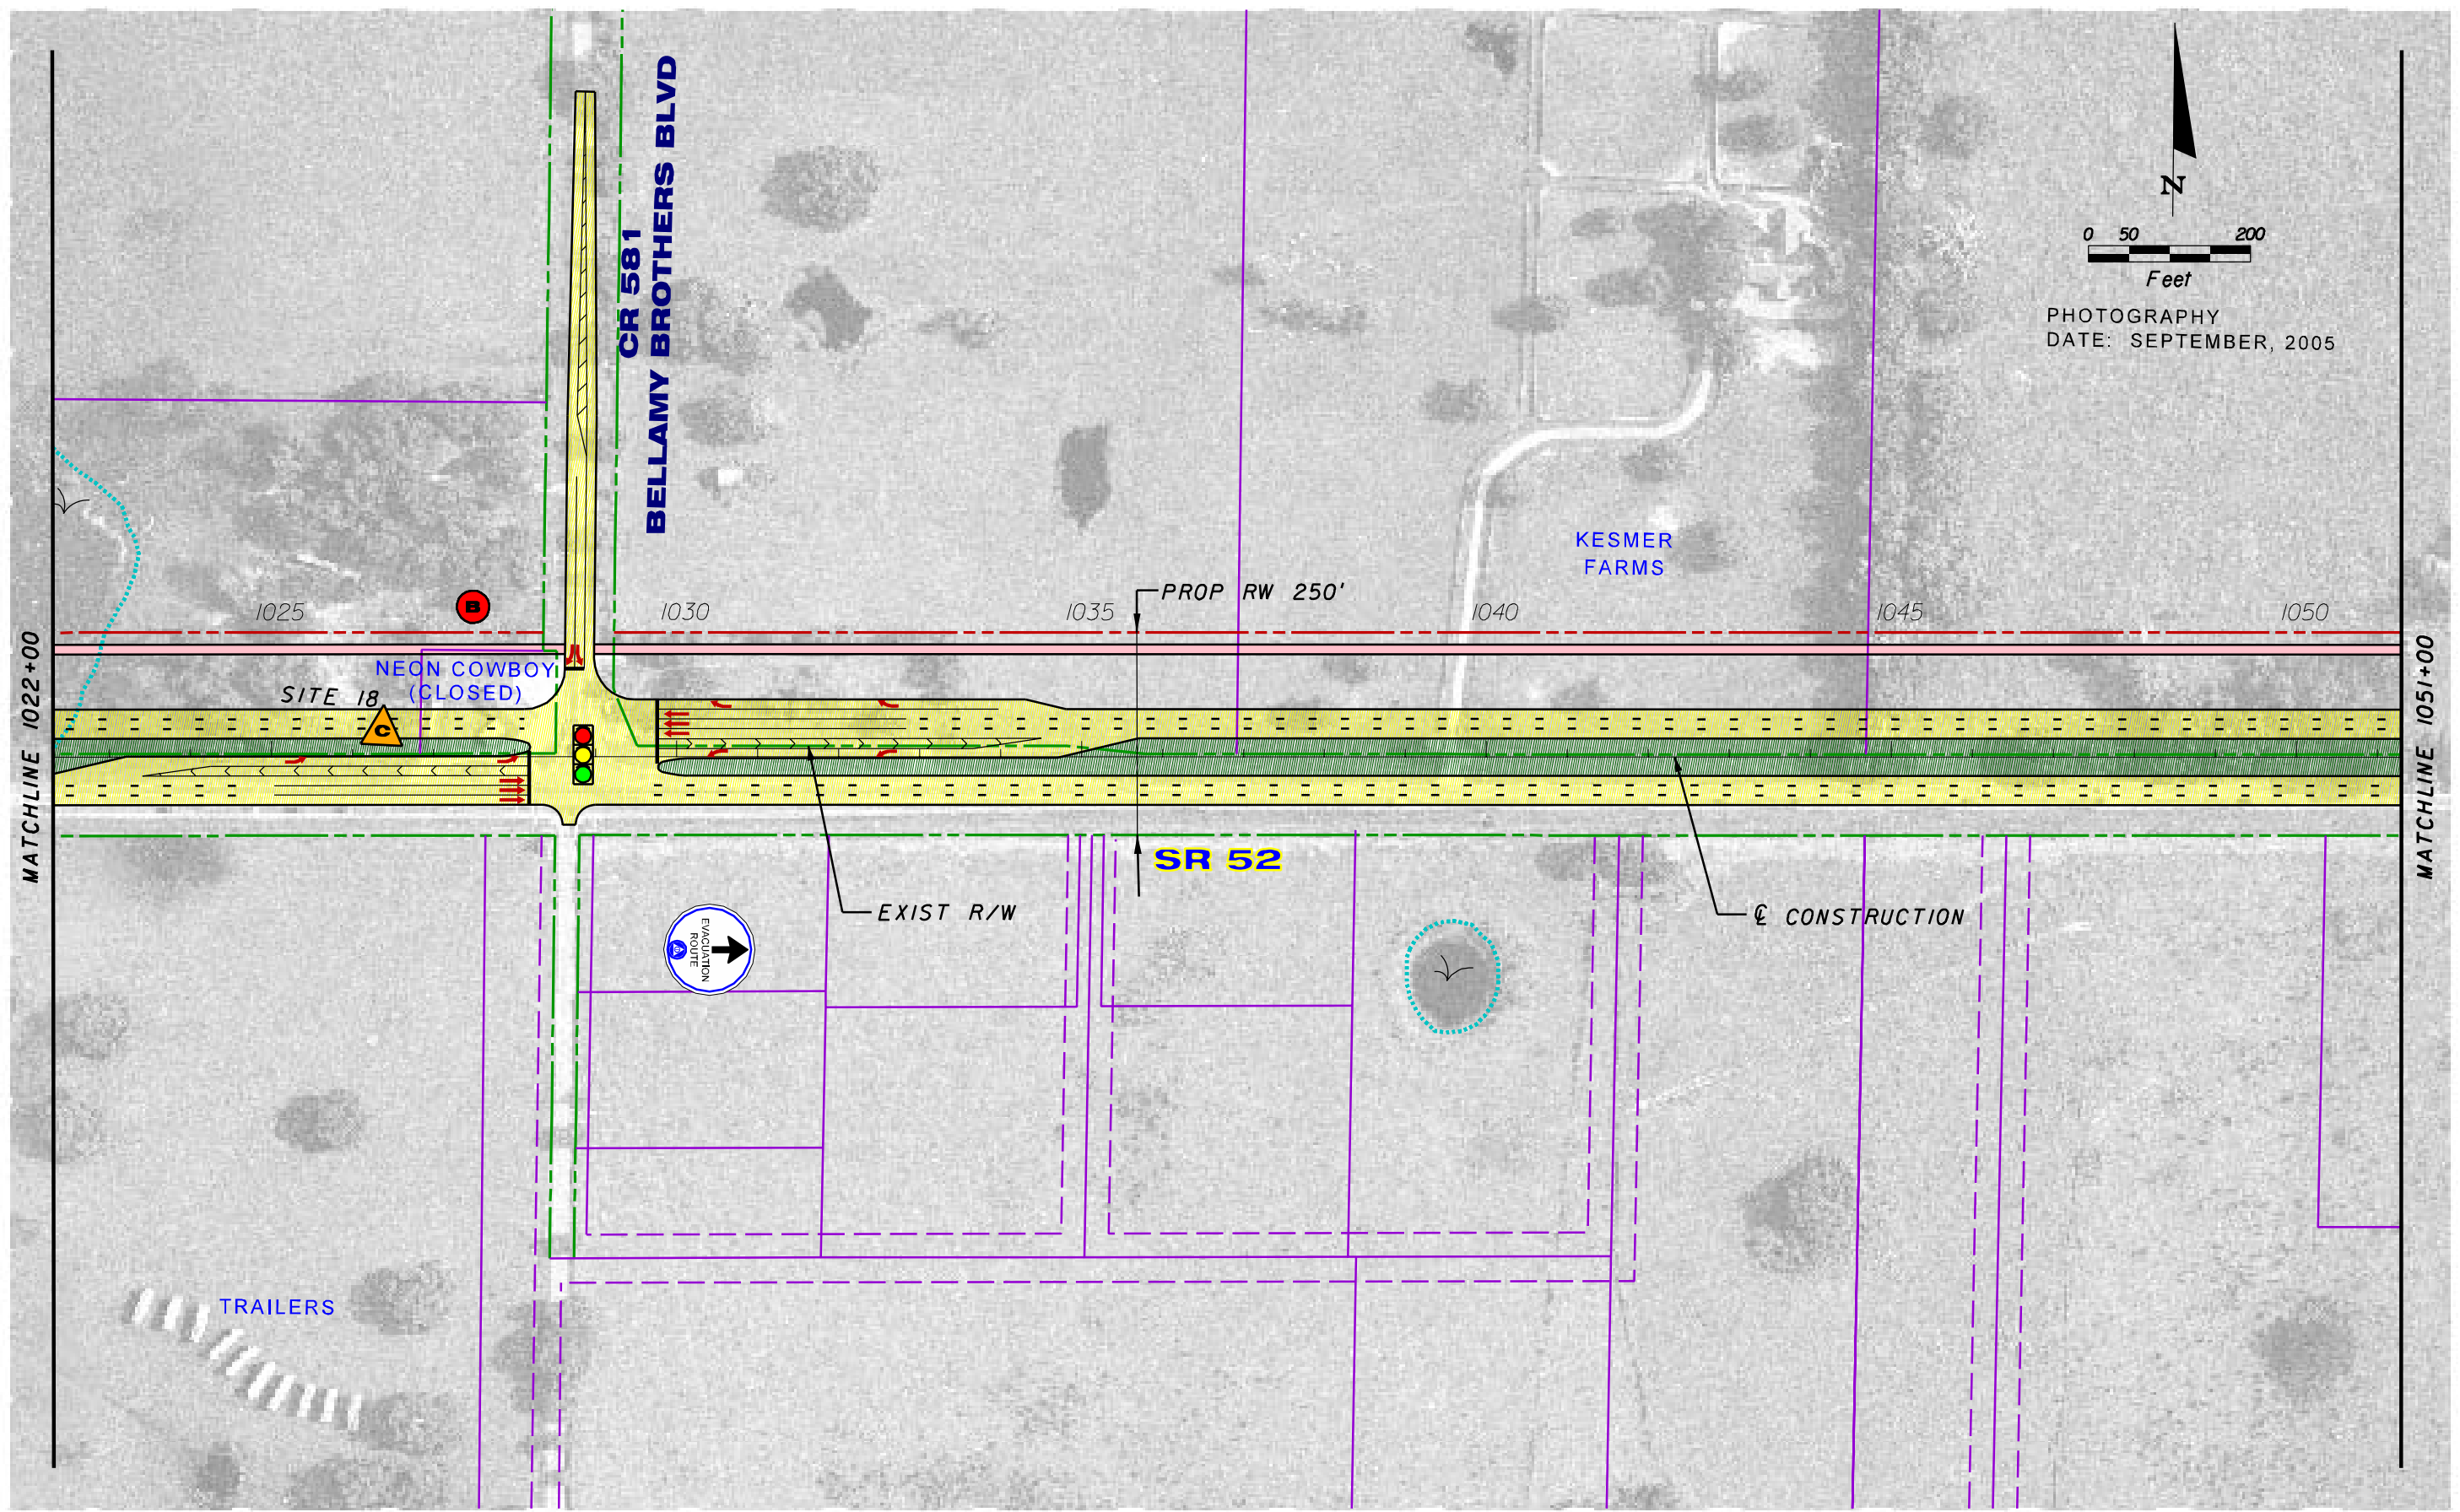 CR 581
BELLAMY BROTHERS BLVD
N
0 50 200
Feet
PHOTOGRAPHY
DATE: SEPTEMBER, 2005
KESMER
FARMS
PROP RW 250'
1025
B
1030
1035
1040
1045
1050
MATCHLINE 1022+00
NEON COWBOY
(CLOSED)
SITE 18
C
MATCHLINE 1051+00
SR 52
EXIST R/W
EVACUATION
ROUTE
℄ CONSTRUCTION
TRAILERS